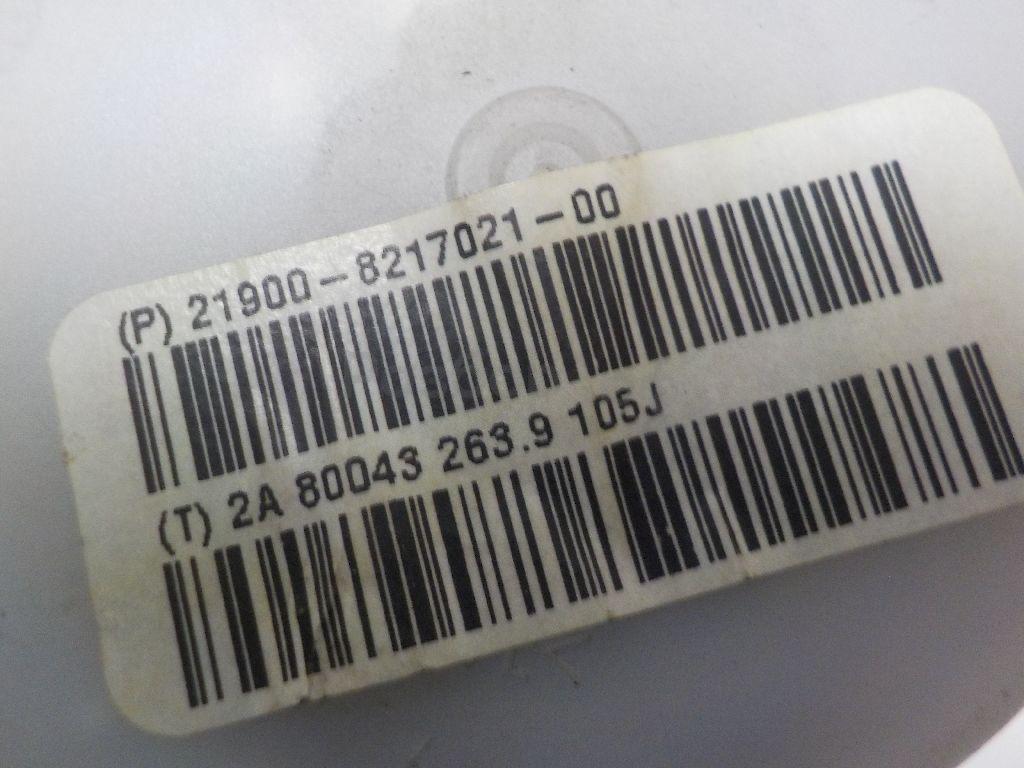 (P) 21900-8217021-00
(T) 2A 80043 263.9 105J